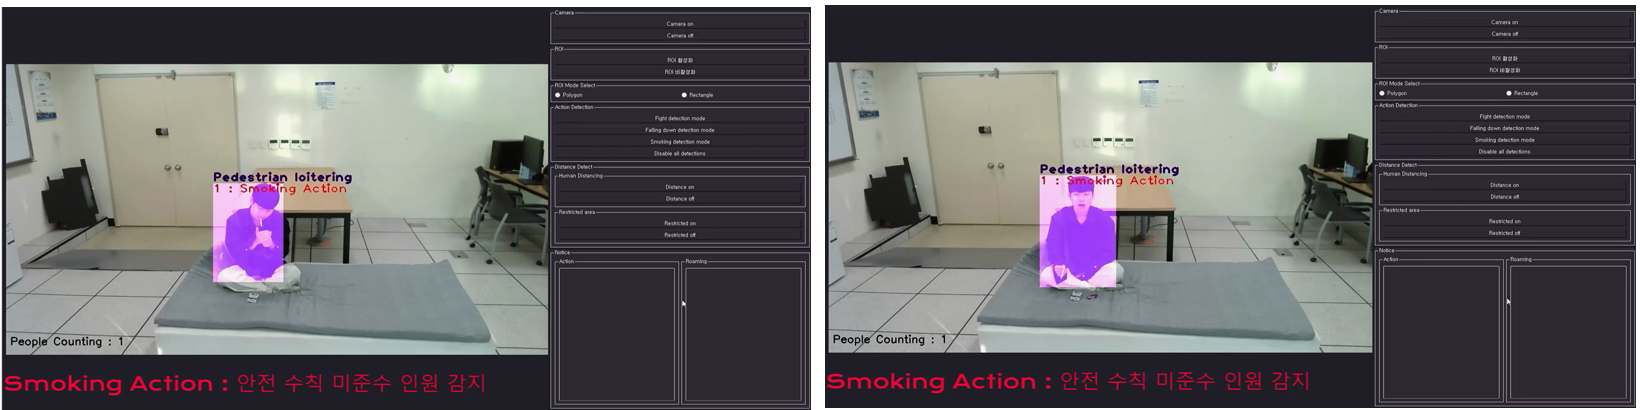 Camera
Camera on
Camera off
ROI
ROI 활성화
ROI 비활성화
ROI Mode Select
Polygon
Rectangle
Action Detection
Fight detection mode
Falling down detection mode
Smoking detection mode
Disable all detections
Distance Detect
Human Distancing
Distance on
Distance off
Restricted area
Restricted on
Restricted off
Notice
Action
Roaming
Pedestrian loitering
1 : Smoking Action
People Counting : 1
Smoking Action : 안전 수칙 미준수 인원 감지
Camera
Camera on
Camera off
ROI
ROI 활성화
ROI 비활성화
ROI Mode Select
Polygon
Rectangle
Action Detection
Fight detection mode
Falling down detection mode
Smoking detection mode
Disable all detections
Distance Detect
Human Distancing
Distance on
Distance off
Restricted area
Restricted on
Restricted off
Notice
Action
Roaming
Pedestrian loitering
1 : Smoking Action
People Counting : 1
Smoking Action : 안전 수칙 미준수 인원 감지